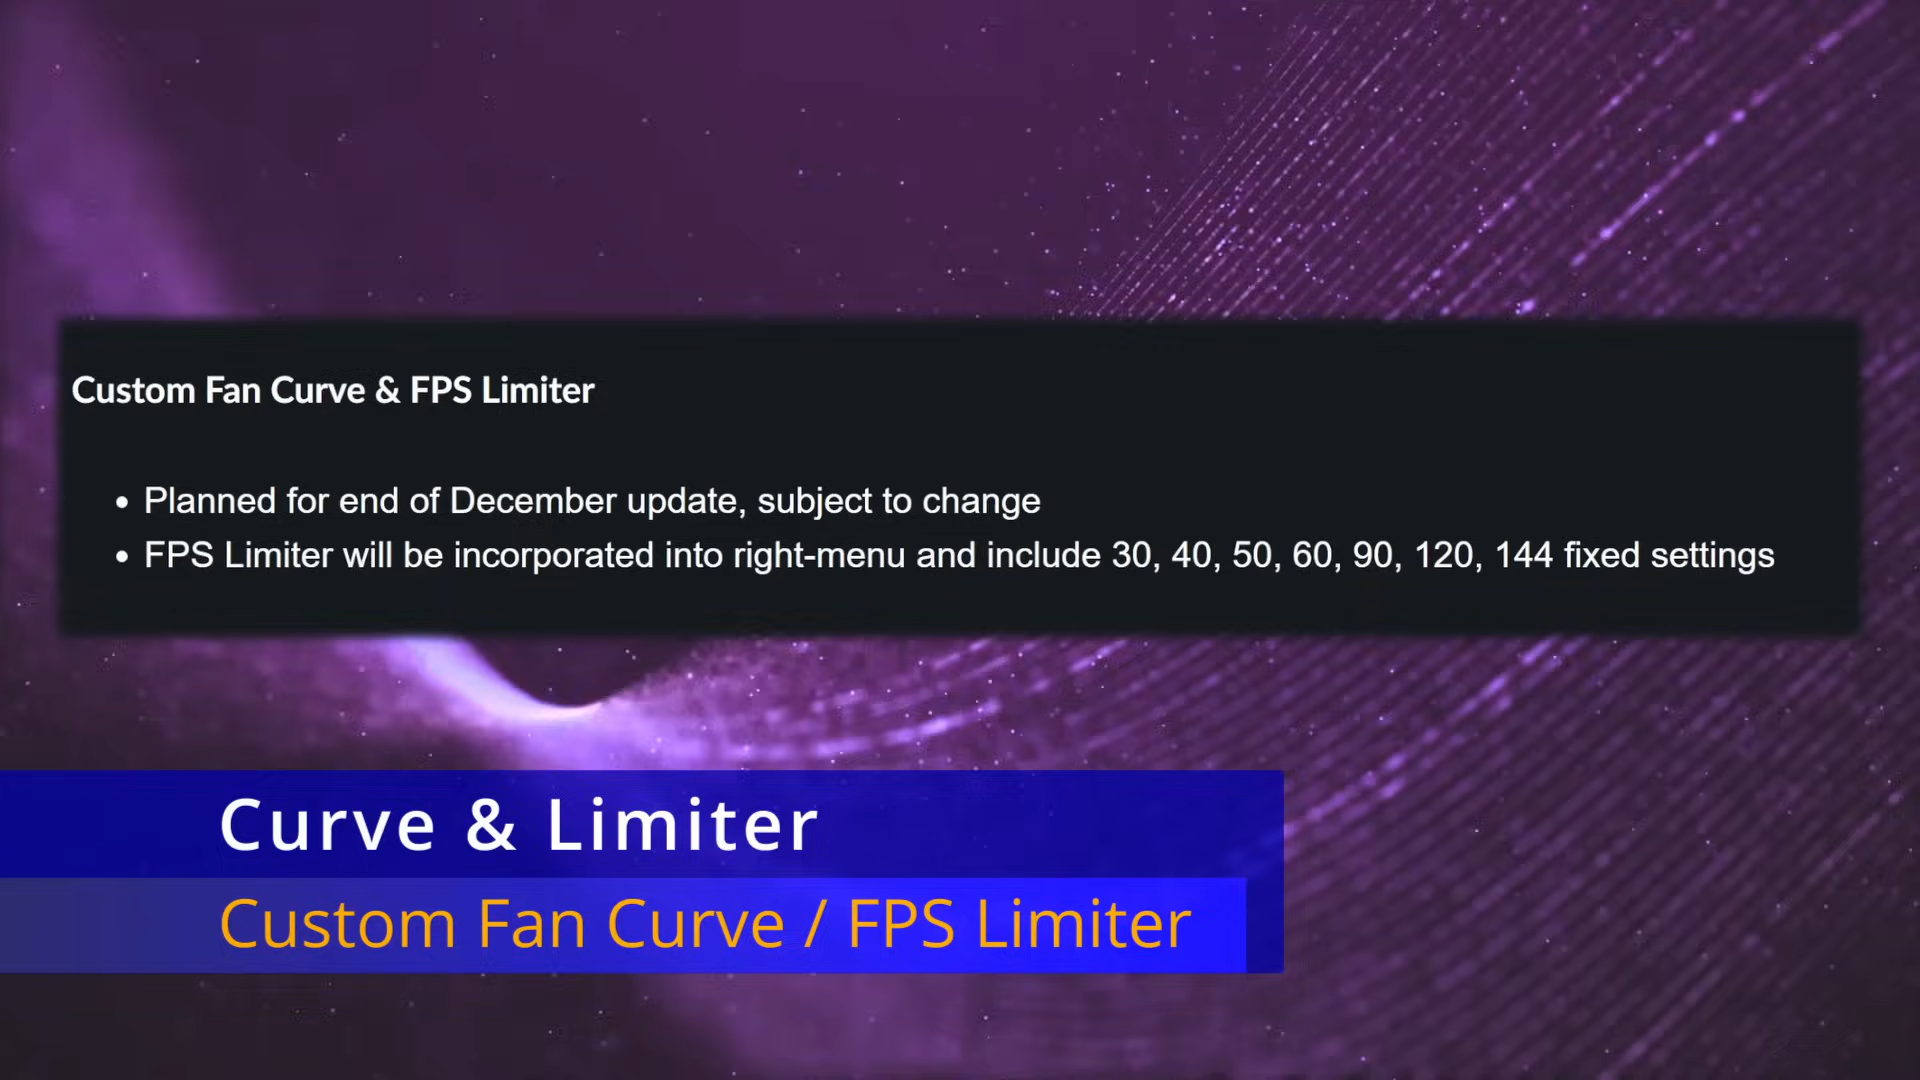 Custom Fan Curve & FPS Limiter
• Planned for end of December update, subject to change
• FPS Limiter will be incorporated into right-menu and include 30, 40, 50, 60, 90, 120, 144 fixed settings
Curve & Limiter
Custom Fan Curve / FPS Limiter